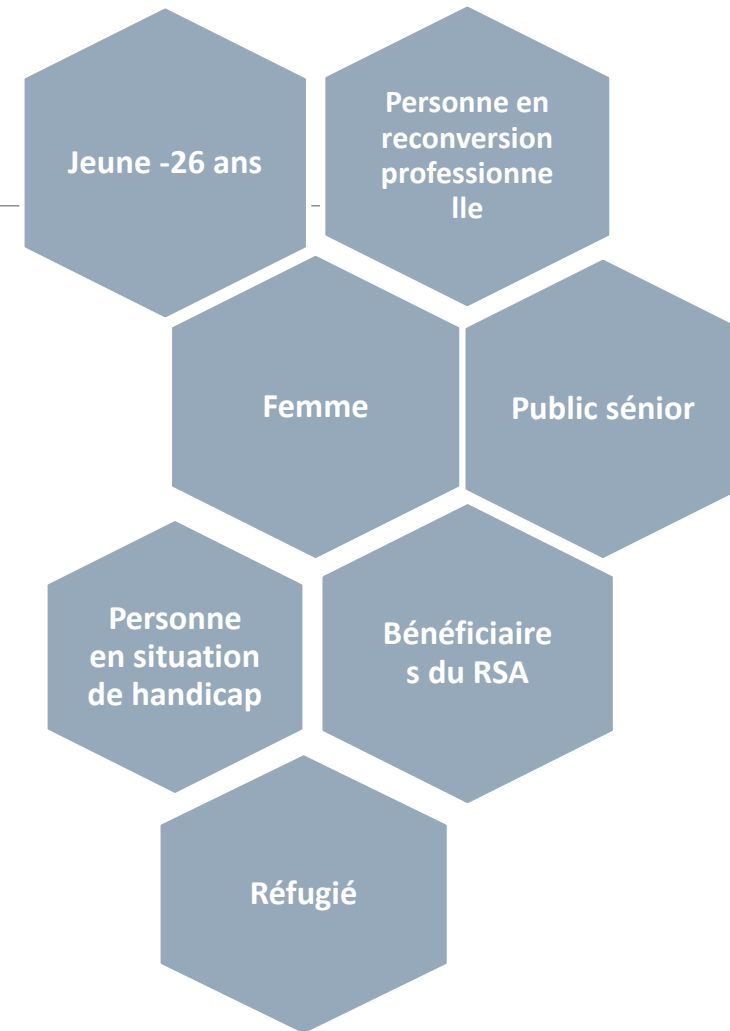 Jeune -26 ans
Personne en
reconversion
professionne
lle
Femme
Public sénior
Personne
en situation
de handicap
Bénéficiaire
s du RSA
Réfugié